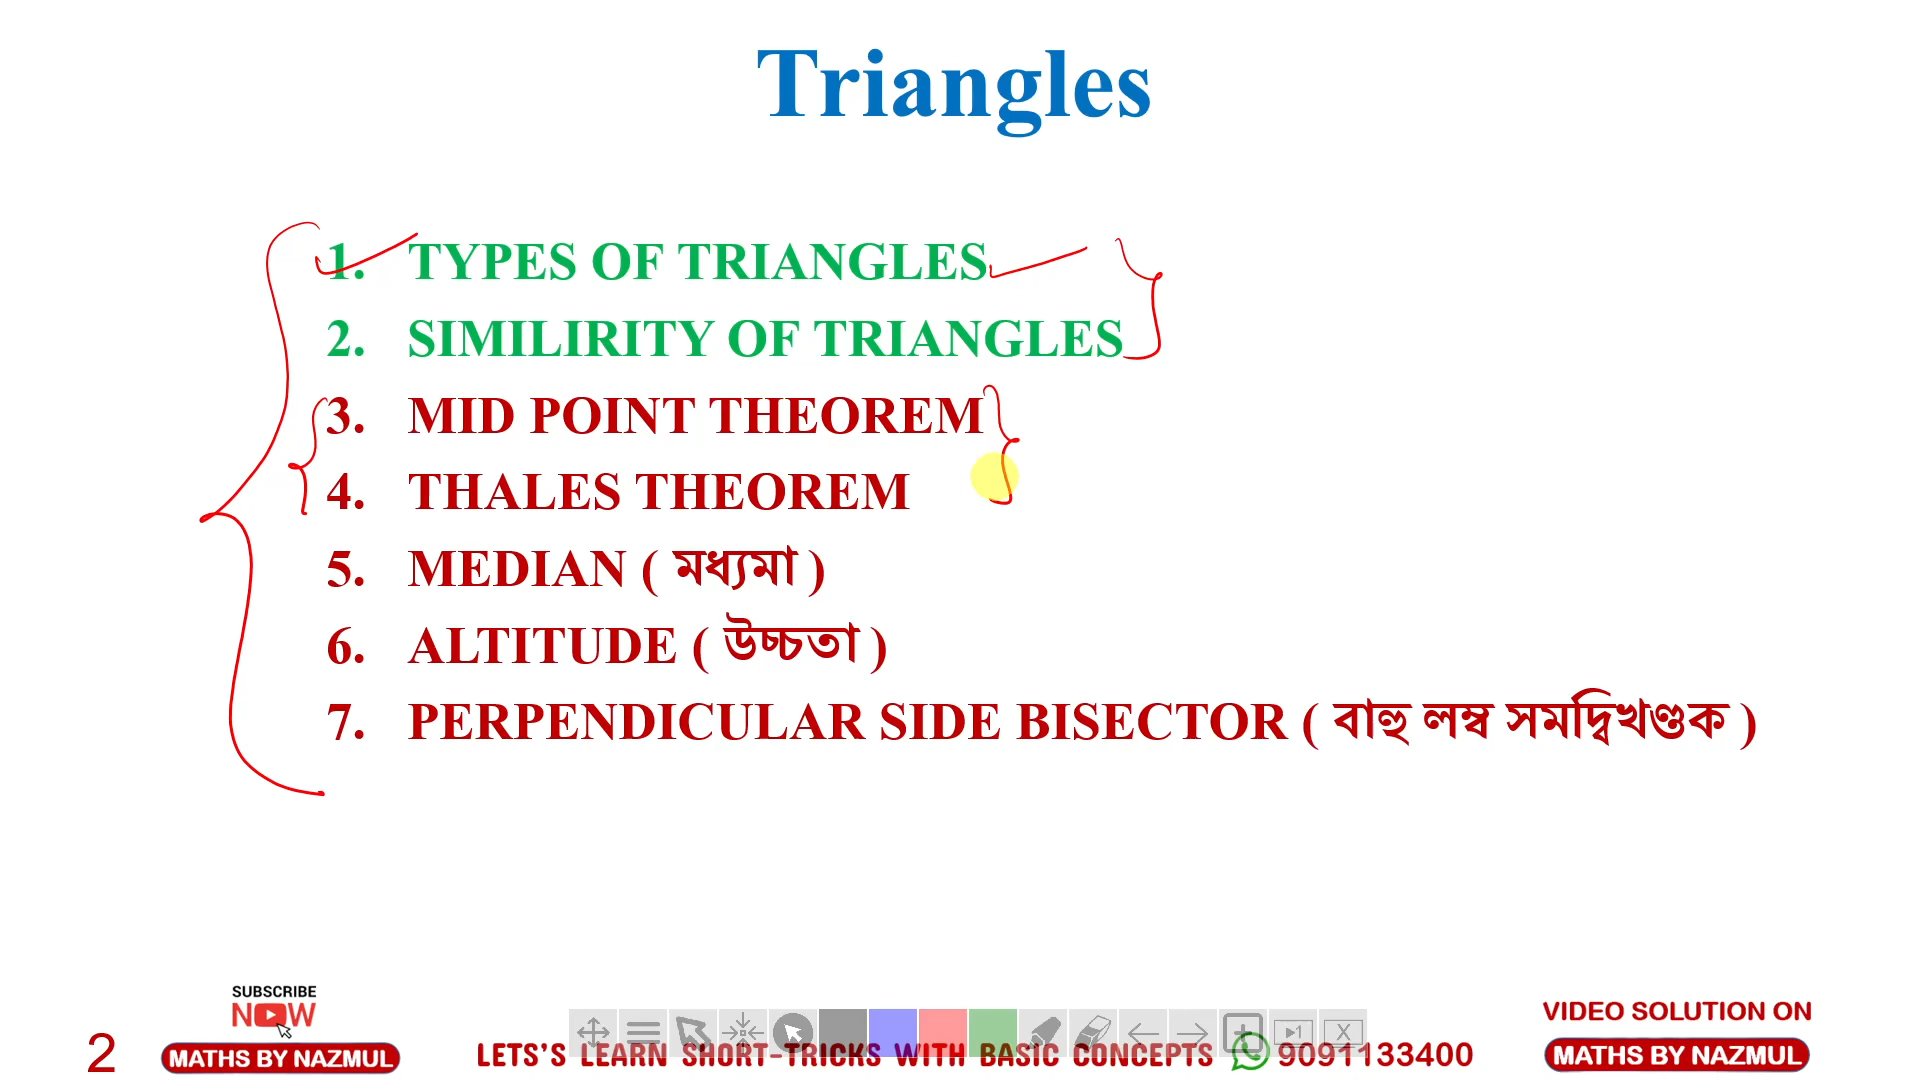 Triangles
1. TYPES OF TRIANGLES
2. SIMILIRITY OF TRIANGLES
3. MID POINT THEOREM
4. THALES THEOREM
5. MEDIAN ( মধ্যমা )
6. ALTITUDE ( উচ্চতা )
7. PERPENDICULAR SIDE BISECTOR ( বাহু লম্ব সমদ্বিখণ্ডক )
2
SUBSCRIBE
NOW
MATHS BY NAZMUL
LETS'S LEARN SHORT-TRICKS WITH BASIC CONCEPTS 9091133400
VIDEO SOLUTION ON
MATHS BY NAZMUL